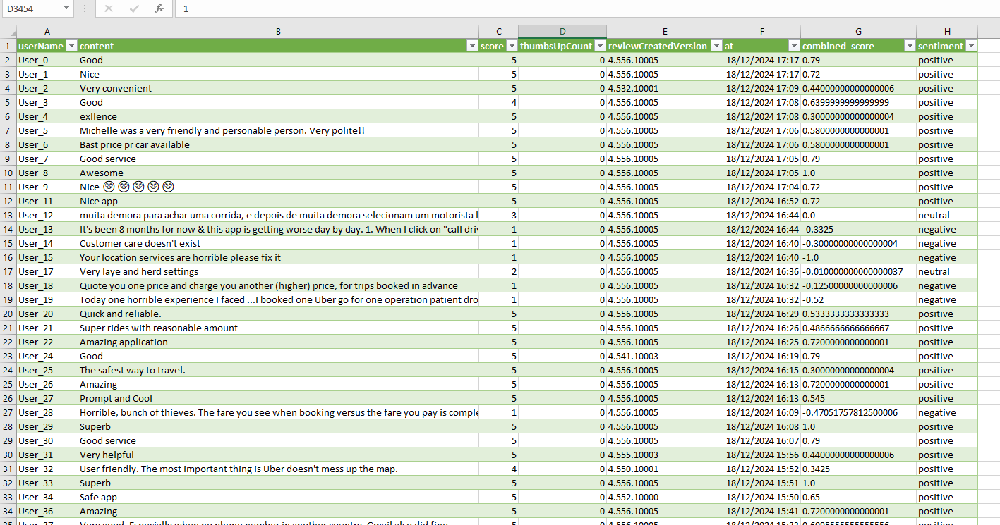 D3454 fx 1
A B C D E F G H
1 userName content score thumbsUpCount reviewCreatedVersion at combined_score sentiment
2 User_0 Good 5 0 4.556.10005 18/12/2024 17:17 0.79 positive
3 User_1 Nice 5 0 4.556.10005 18/12/2024 17:17 0.72 positive
4 User_2 Very convenient 5 0 4.532.10001 18/12/2024 17:09 0.44000000000000006 positive
5 User_3 Good 4 0 4.556.10005 18/12/2024 17:08 0.6399999999999999 positive
6 User_4 exllence 5 0 4.556.10005 18/12/2024 17:08 0.30000000000000004 positive
7 User_5 Michelle was a very friendly and personable person. Very polite!! 5 0 4.556.10005 18/12/2024 17:06 0.5800000000000001 positive
8 User_6 Bast price pr car available 5 0 4.556.10005 18/12/2024 17:06 0.5800000000000001 positive
9 User_7 Good service 5 0 4.556.10005 18/12/2024 17:05 0.79 positive
10 User_8 Awesome 5 0 4.556.10005 18/12/2024 17:05 1.0 positive
11 User_9 Nice 5 0 4.556.10005 18/12/2024 17:04 0.72 positive
12 User_11 Nice app 5 0 4.556.10005 18/12/2024 16:52 0.72 positive
13 User_12 muita demora para achar uma corrida, e depois de muita demora selecionam um motorista l 3 0 4.556.10005 18/12/2024 16:44 0.0 neutral
14 User_13 It's been 8 months for now & this app is getting worse day by day. 1. When I click on "call driv 1 0 4.556.10005 18/12/2024 16:44 -0.3325 negative
15 User_14 Customer care doesn't exist 1 0 4.556.10005 18/12/2024 16:40 -0.30000000000000004 negative
16 User_15 Your location services are horrible please fix it 1 0 4.556.10005 18/12/2024 16:40 -1.0 negative
17 User_17 Very laye and herd settings 2 0 4.556.10005 18/12/2024 16:36 -0.010000000000000037 neutral
18 User_18 Quote you one price and charge you another (higher) price, for trips booked in advance 1 0 4.556.10005 18/12/2024 16:32 -0.12500000000000006 negative
19 User_19 Today one horrible experience I faced ...I booked one Uber go for one operation patient dro 1 0 4.556.10005 18/12/2024 16:32 -0.52 negative
20 User_20 Quick and reliable. 5 0 4.556.10005 18/12/2024 16:29 0.5333333333333333 positive
21 User_21 Super rides with reasonable amount 5 0 4.556.10005 18/12/2024 16:26 0.4866666666666667 positive
22 User_22 Amazing application 5 0 4.556.10005 18/12/2024 16:25 0.7200000000000001 positive
23 User_24 Good 5 0 4.541.10003 18/12/2024 16:19 0.79 positive
24 User_25 The safest way to travel. 5 0 4.556.10005 18/12/2024 16:15 0.30000000000000004 positive
25 User_26 Amazing 5 0 4.556.10005 18/12/2024 16:13 0.7200000000000001 positive
26 User_27 Prompt and Cool 5 0 4.556.10005 18/12/2024 16:13 0.545 positive
27 User_28 Horrible, bunch of thieves. The fare you see when booking versus the fare you pay is comple 1 0 4.556.10005 18/12/2024 16:09 -0.47051757812500006 negative
28 User_29 Superb 5 0 4.556.10005 18/12/2024 16:08 1.0 positive
29 User_30 Good service 5 0 4.556.10005 18/12/2024 16:07 0.79 positive
30 User_31 Very helpful 5 0 4.555.10003 18/12/2024 15:56 0.44000000000000006 positive
31 User_32 User friendly. The most important thing is Uber doesn't mess up the map. 4 0 4.550.10001 18/12/2024 15:52 0.3425 positive
32 User_33 Superb 5 0 4.556.10005 18/12/2024 15:51 1.0 positive
33 User_34 Safe app 5 0 4.552.10000 18/12/2024 15:50 0.65 positive
34 User_36 Amazing 5 0 4.556.10005 18/12/2024 15:41 0.7200000000000001 positive